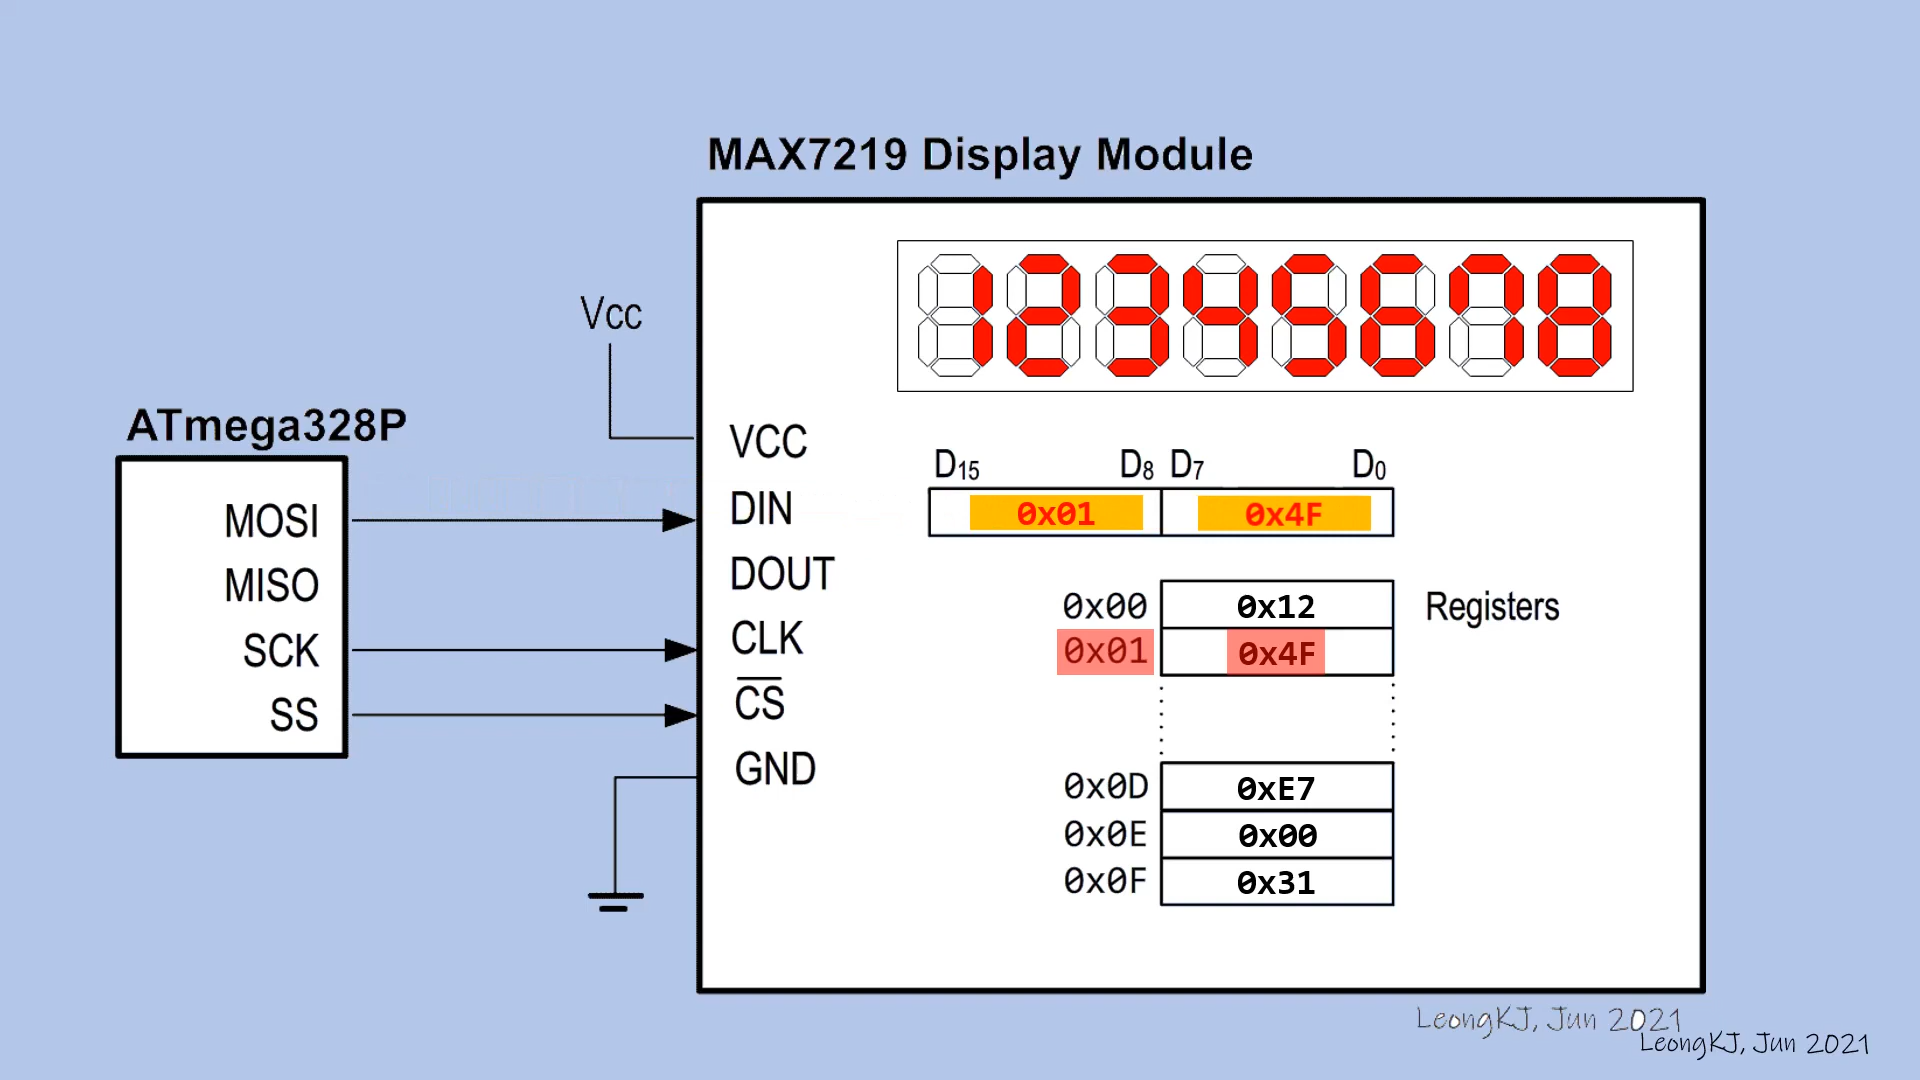 MAX7219 Display Module
12345678
Vcc
ATmega328P
VCC
D15 D8 D7 D0
MOSI
DIN
0x01 0x4F
MISO
DOUT
0x00 0x12 Registers
SCK
CLK
0x01 0x4F
SS
CS
GND
0x0D 0xE7
0x0E 0x00
0x0F 0x31
LeongKJ, Jun 2021
LeongKJ, Jun 2021